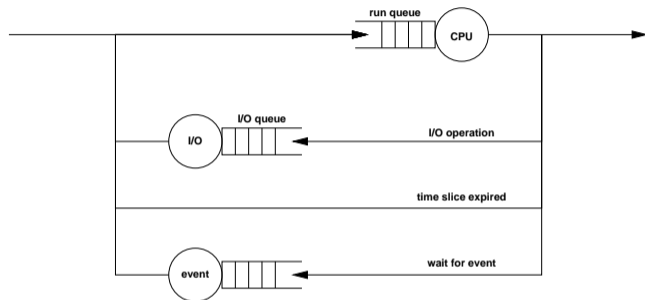 run queue
CPU
I/O queue
I/O
I/O operation
time slice expired
wait for event
event